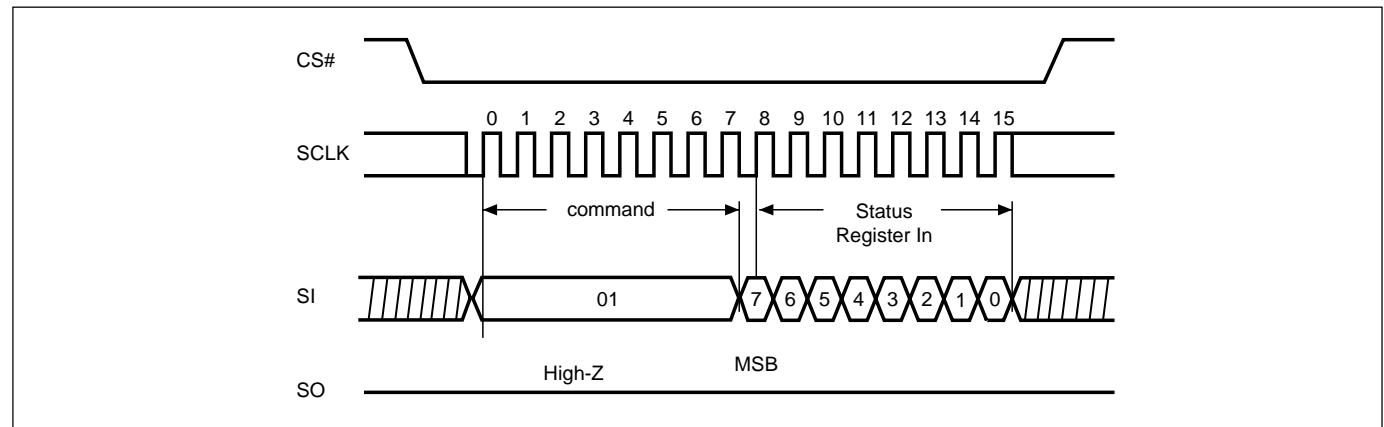 CS#
0 1 2 3 4 5 6 7 8 9 10 11 12 13 14 15
SCLK
command
Status
Register In
SI
01
7 6 5 4 3 2 1 0
MSB
High-Z
SO